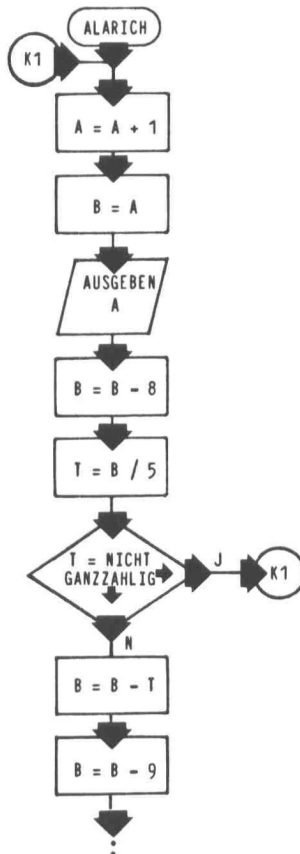 ALARICH
K1
A = A + 1
B = A
AUSGEBEN
A
B = B - 8
T = B / 5
T = NICHT
GANZZAHLIG
J
K1
N
B = B - T
B = B - 9